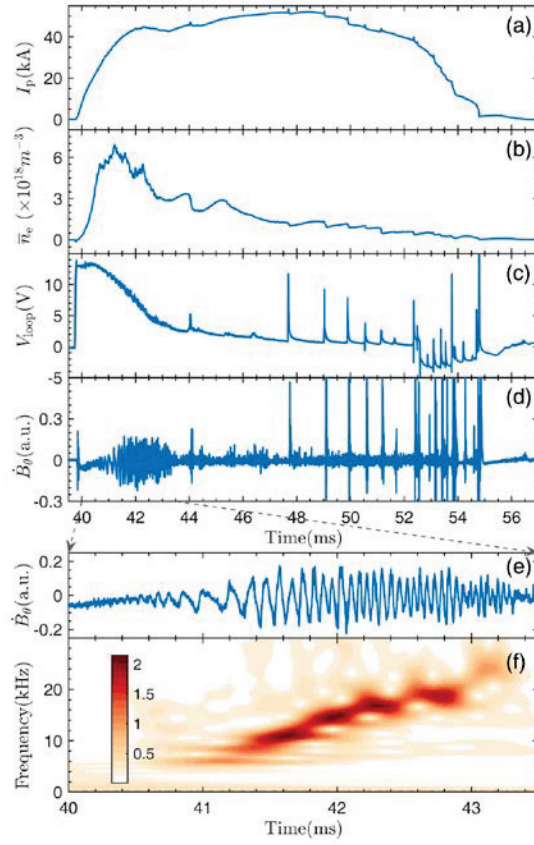 (a)
I_p(kA)
40
20
0
(b)
n̅_e (×10^18 m^−3)
6
3
0
(c)
V_loop(V)
10
5
0
-5
(d)
Ḃ_θ(a.u.)
0.3
0
-0.3
40 42 44 46 48 50 52 54 56
Time(ms)
(e)
Ḃ_θ(a.u.)
0.2
0
-0.2
(f)
Frequency(kHz)
20
10
0
2
1.5
1
0.5
40 41 42 43
Time(ms)